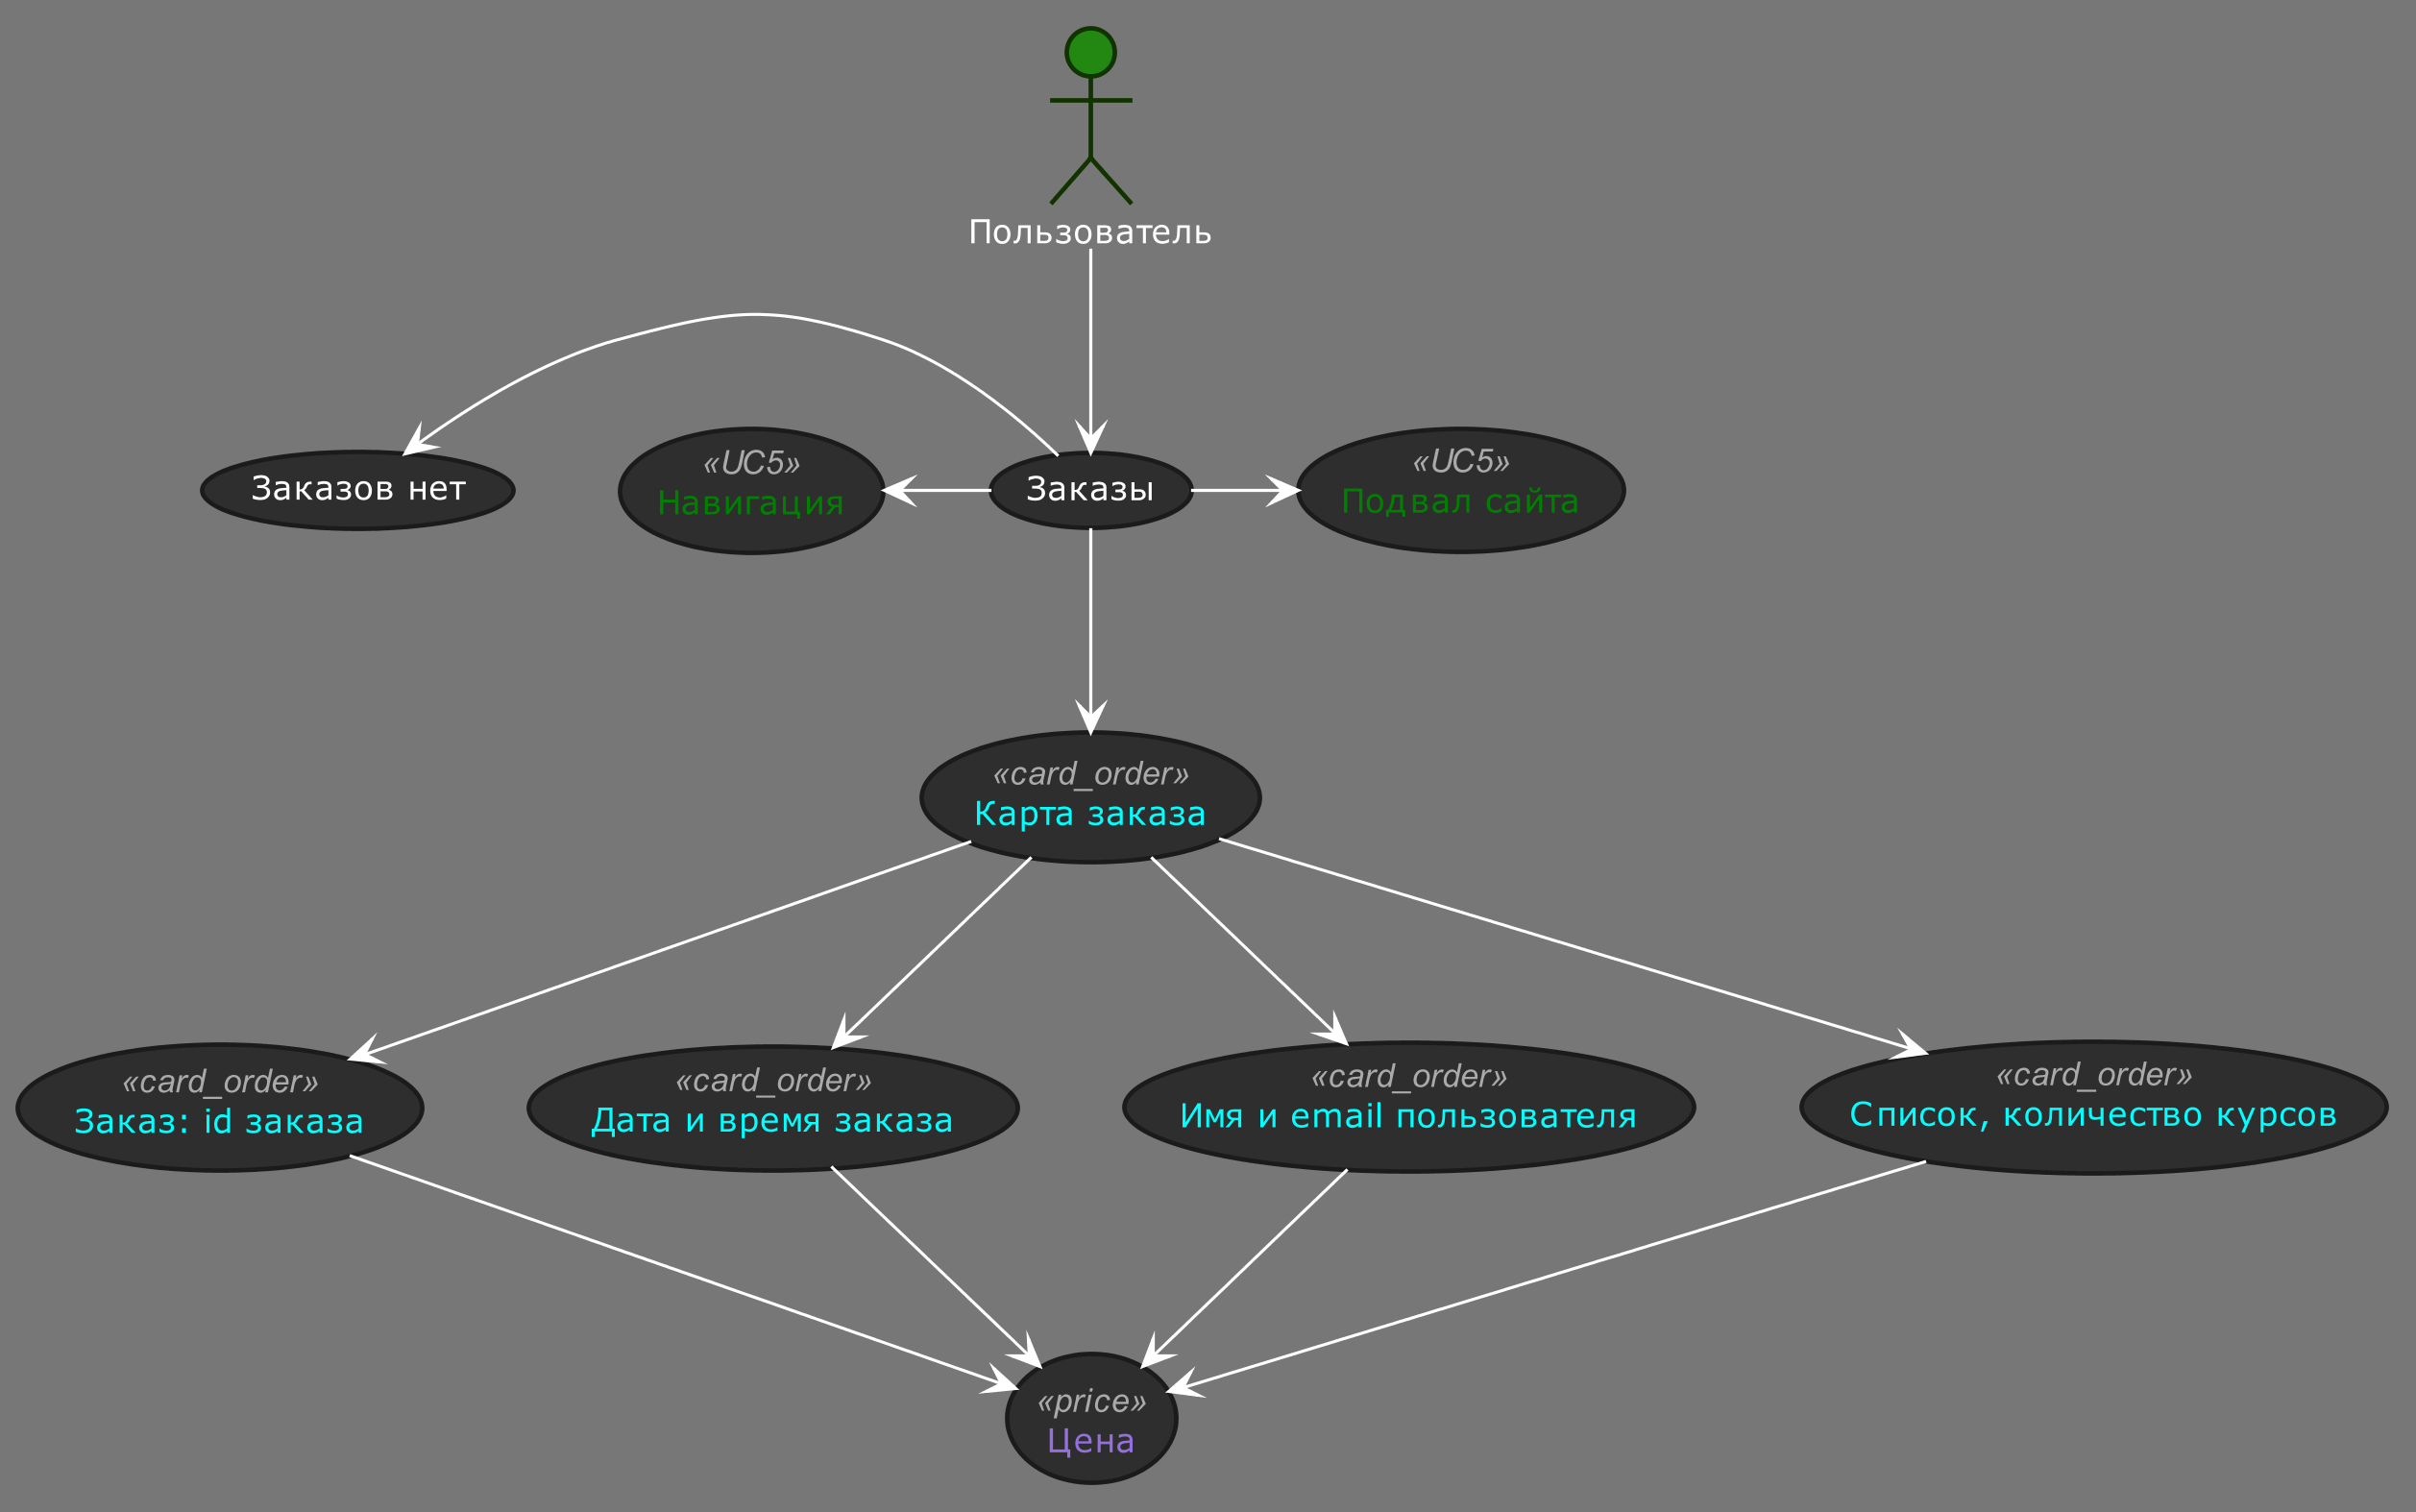 Пользователь
Заказов нет
«UC5»
Навигация
Заказы
«UC5»
Подвал сайта
«card_order»
Карта заказа
«card_order»
Заказ: id заказа
«card_order»
Дата и время заказа
«card_order»
Имя и email пользователя
«card_order»
Список, количество курсов
«price»
Цена